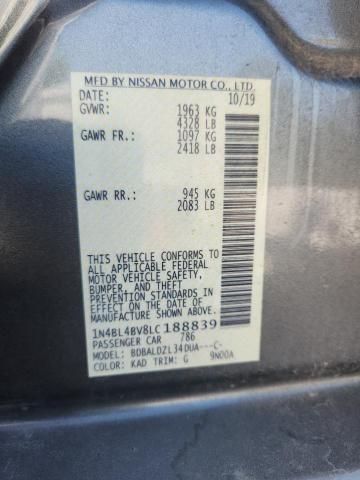 MFD BY NISSAN MOTOR CO., LTD.
DATE: 10/19
GVWR: 1963 KG
4328 LB
GAWR FR: 1097 KG
2418 LB
GAWR RR: 945 KG
2083 LB
THIS VEHICLE CONFORMS TO
ALL APPLICABLE FEDERAL
MOTOR VEHICLE SAFETY,
BUMPER, AND THEFT
PREVENTION STANDARDS
IN EFFECT ON THE DATE OF
MANUFACTURE SHOWN ABOVE.
1N4BL4BV8LC188839
PASSENGER CAR 786
MODEL: BDBALDZL34DUA---C-
COLOR: KAD TRIM: G 9N00A